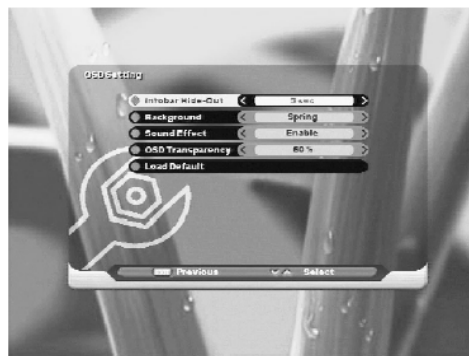 OSD Setting
Infobar Hide-Out
Background Spring
Sound Effect Enable
OSD Transparency
Load Default
Previous Select